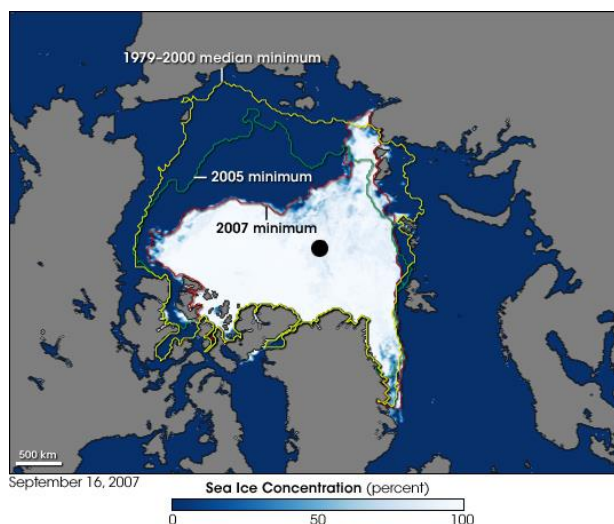 1979–2000 median minimum
2005 minimum
2007 minimum
500 km
September 16, 2007
Sea Ice Concentration (percent)
0 50 100